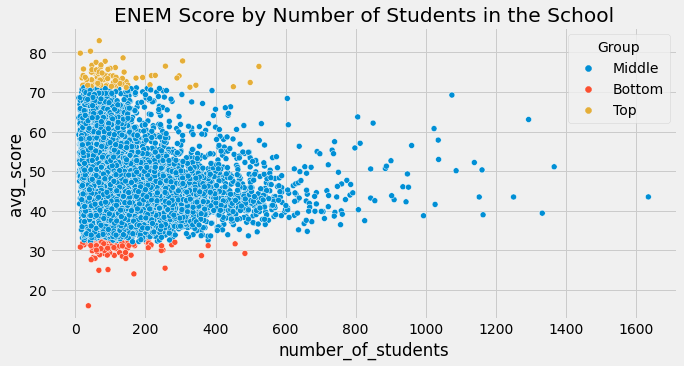 ENEM Score by Number of Students in the School
Group
Middle
Bottom
Top
avg_score
80
70
60
50
40
30
20
0 200 400 600 800 1000 1200 1400 1600
number_of_students